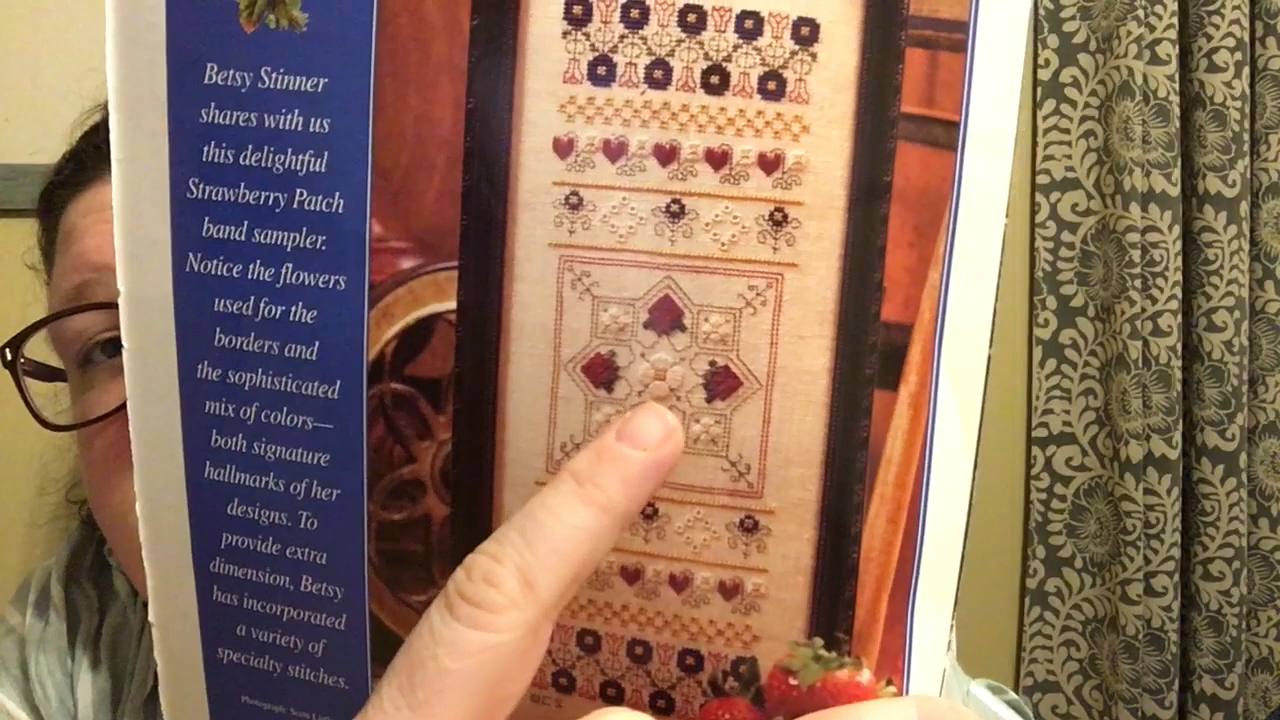 Betsy Stinner
shares with us
this delightful
Strawberry Patch
band sampler.
Notice the flowers
used for the
borders and
the sophisticated
mix of colors—
both signature
hallmarks of her
designs. To
provide extra
dimension, Betsy
has incorporated
a variety of
specialty stitches.
Photograph: